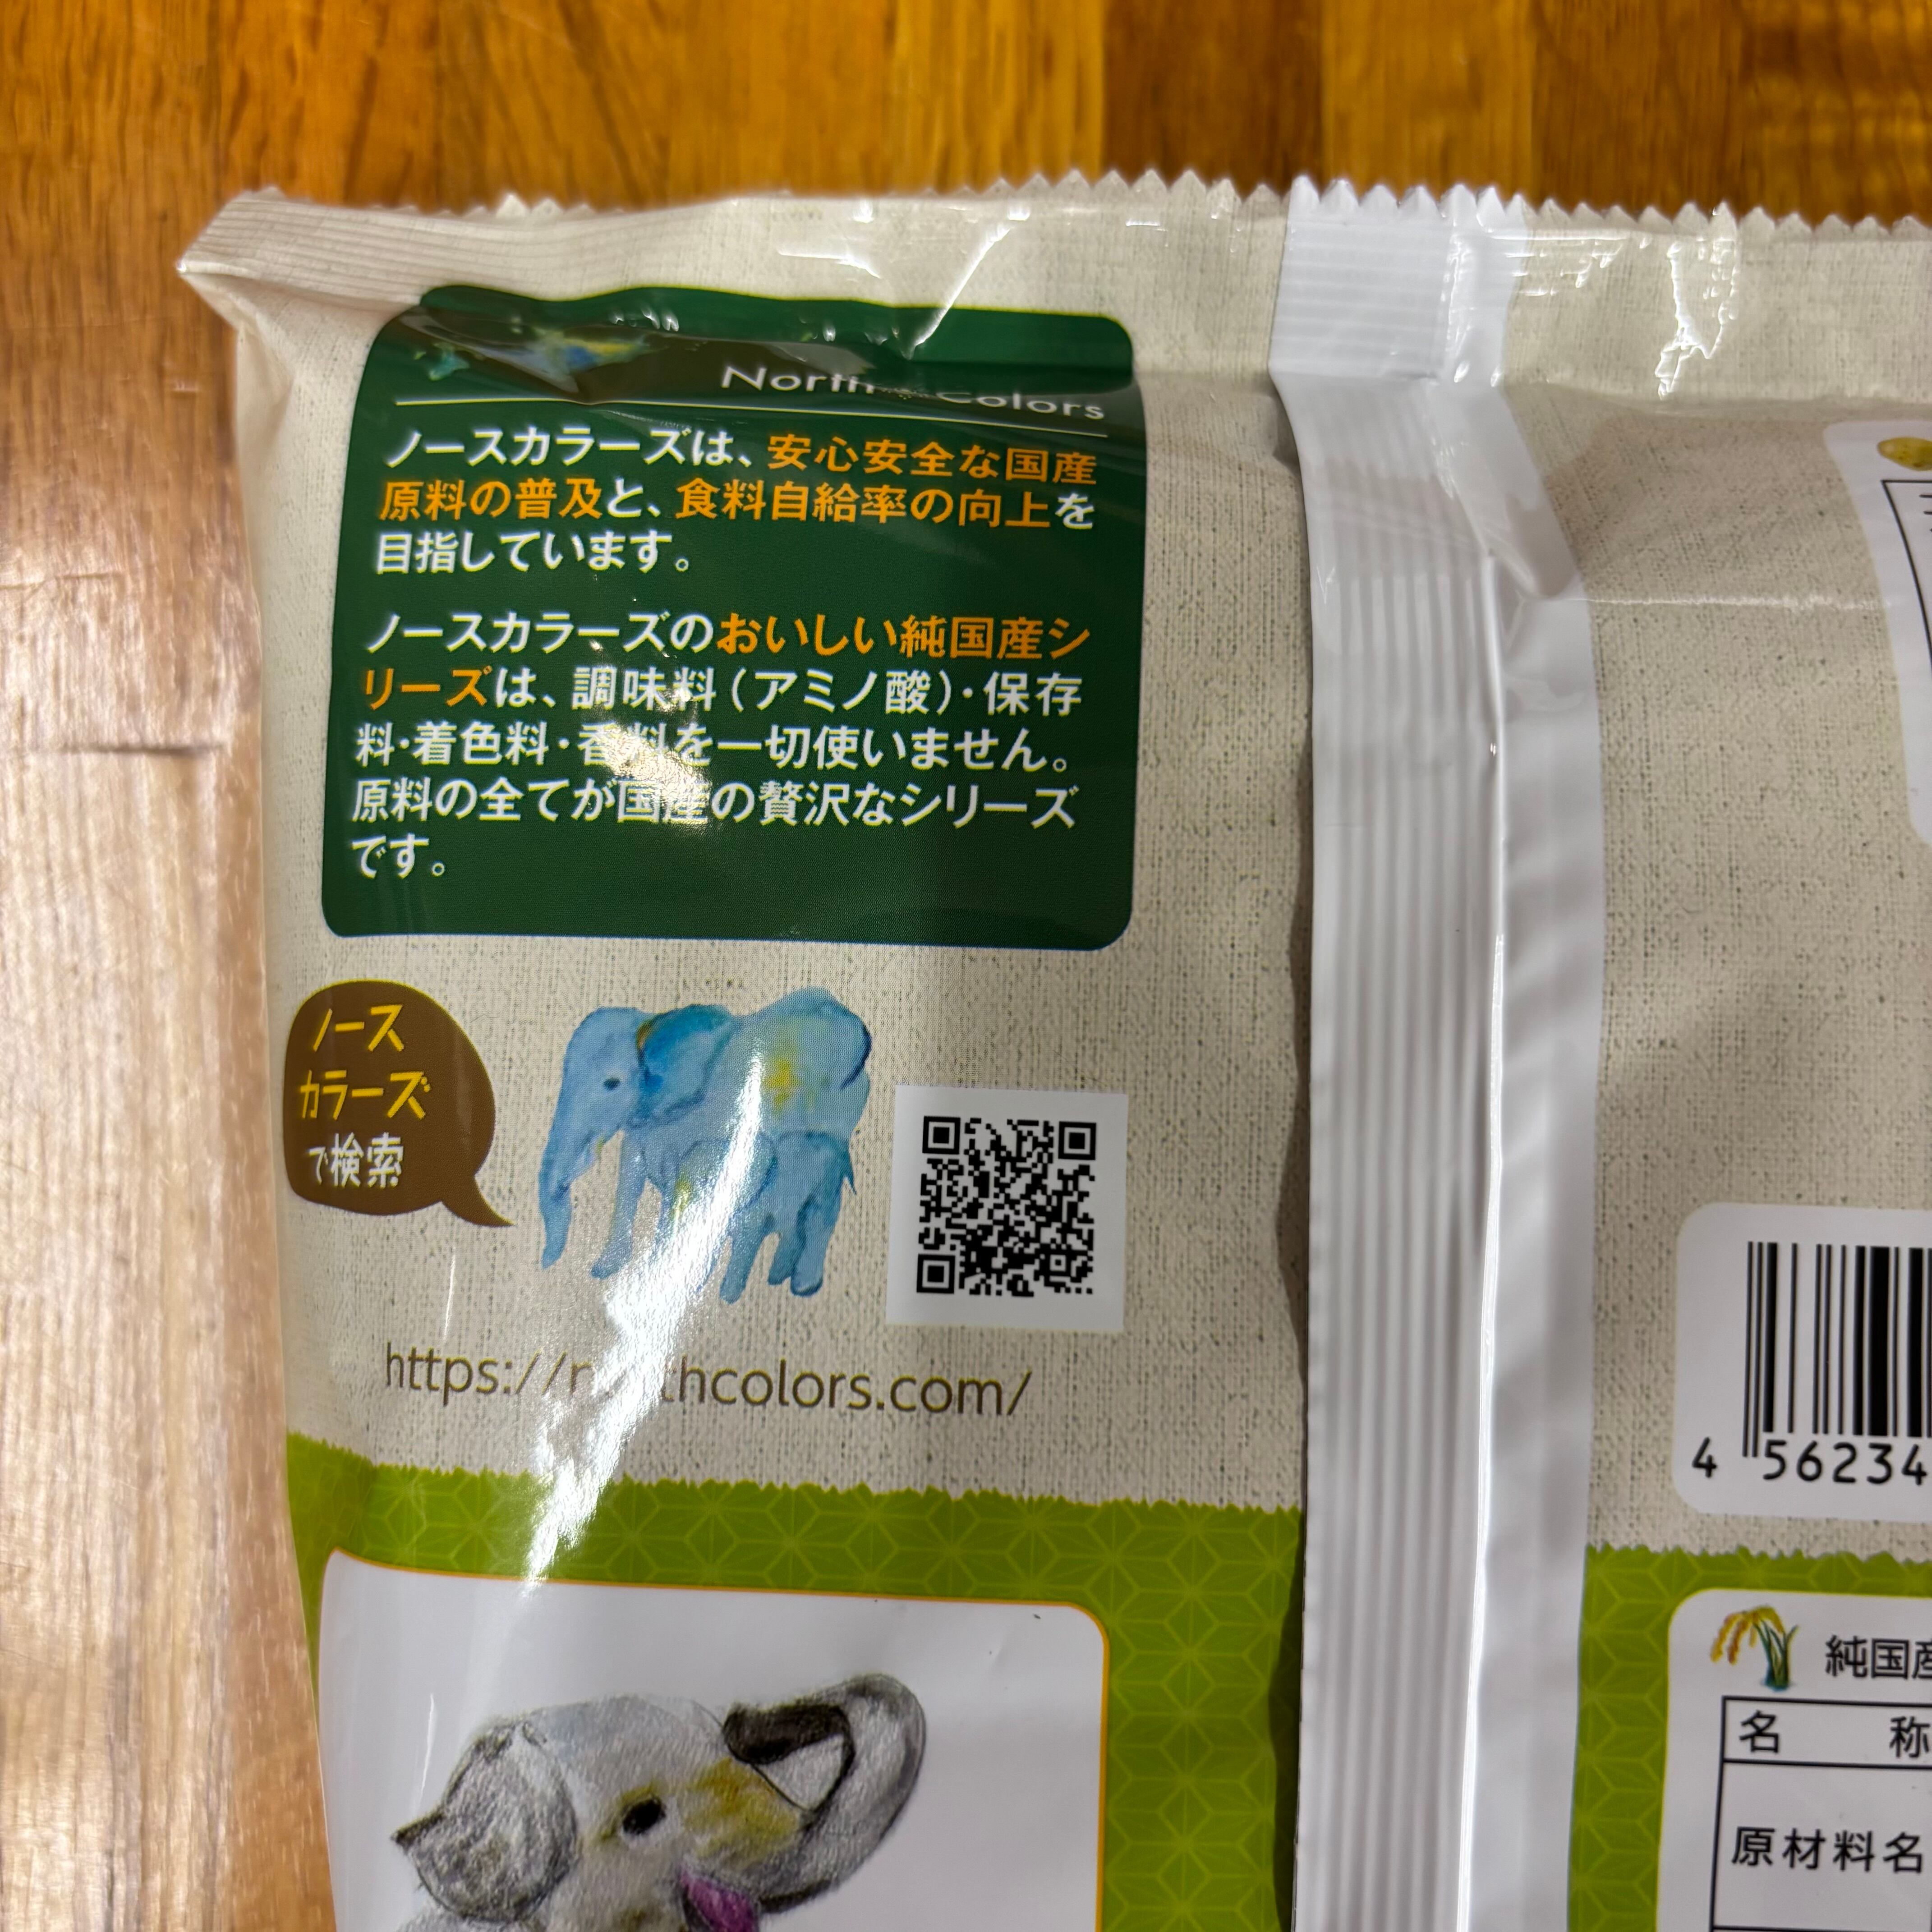 North Colors
ノースカラーズは、安心安全な国産
原料の普及と、食料自給率の向上を
目指しています。
ノースカラーズのおいしい純国産シ
リーズは、調味料(アミノ酸)・保存
料・着色料・香料を一切使いません。
原料の全てが国産の贅沢なシリーズ
です。
ノース
カラーズ
で検索
https://northcolors.com/
4 56234
純国産
名 称
原材料名